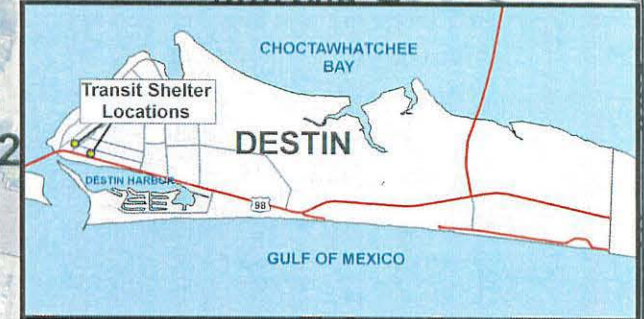 CHOCTAWHATCHEE
BAY
Transit Shelter
Locations
2
DESTIN
DESTIN HARBOR
98
GULF OF MEXICO